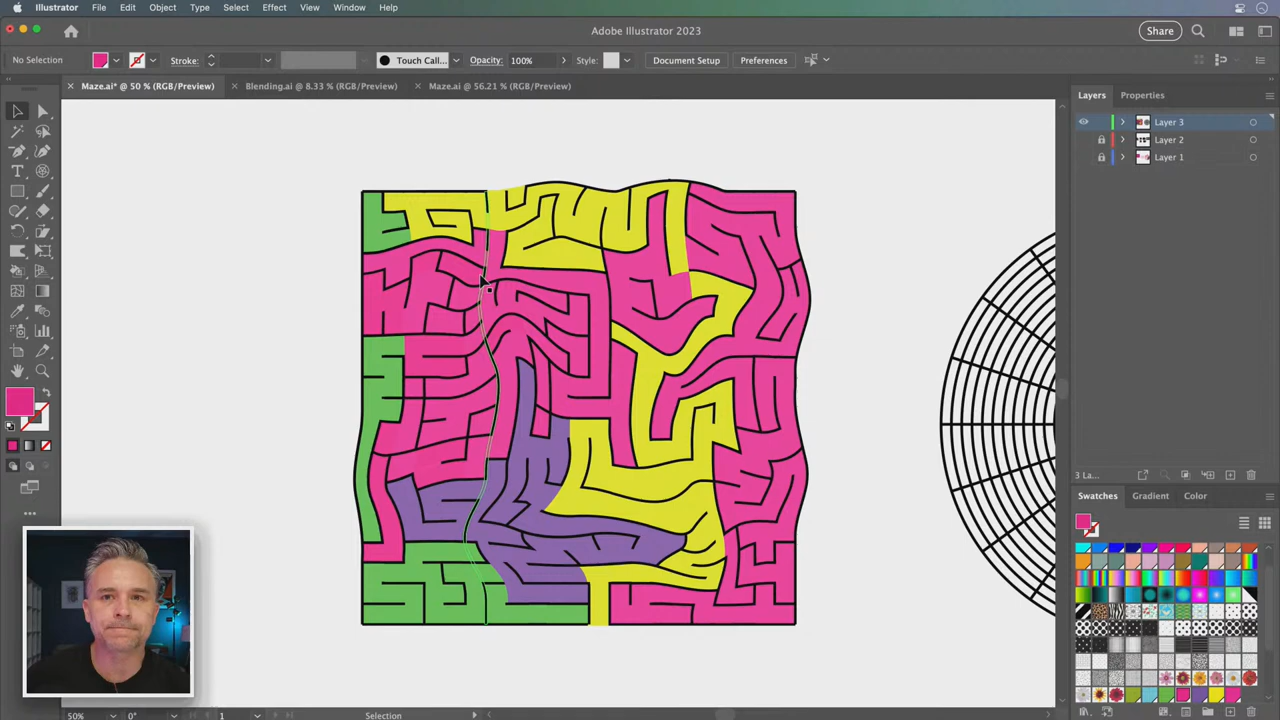 Illustrator File Edit Object Type Select Effect View Window Help
Adobe Illustrator 2023
Share
No Selection Stroke: Touch Call... Opacity: 100% Style: Document Setup Preferences
Maze.ai* @ 50 % (RGB/Preview) Blending.ai @ 8.33 % (RGB/Preview) Maze.ai @ 56.21 % (RGB/Preview)
Layers Properties
Layer 3
Layer 2
Layer 1
3 La...
Swatches Gradient Color
50% 0° 1 Selection